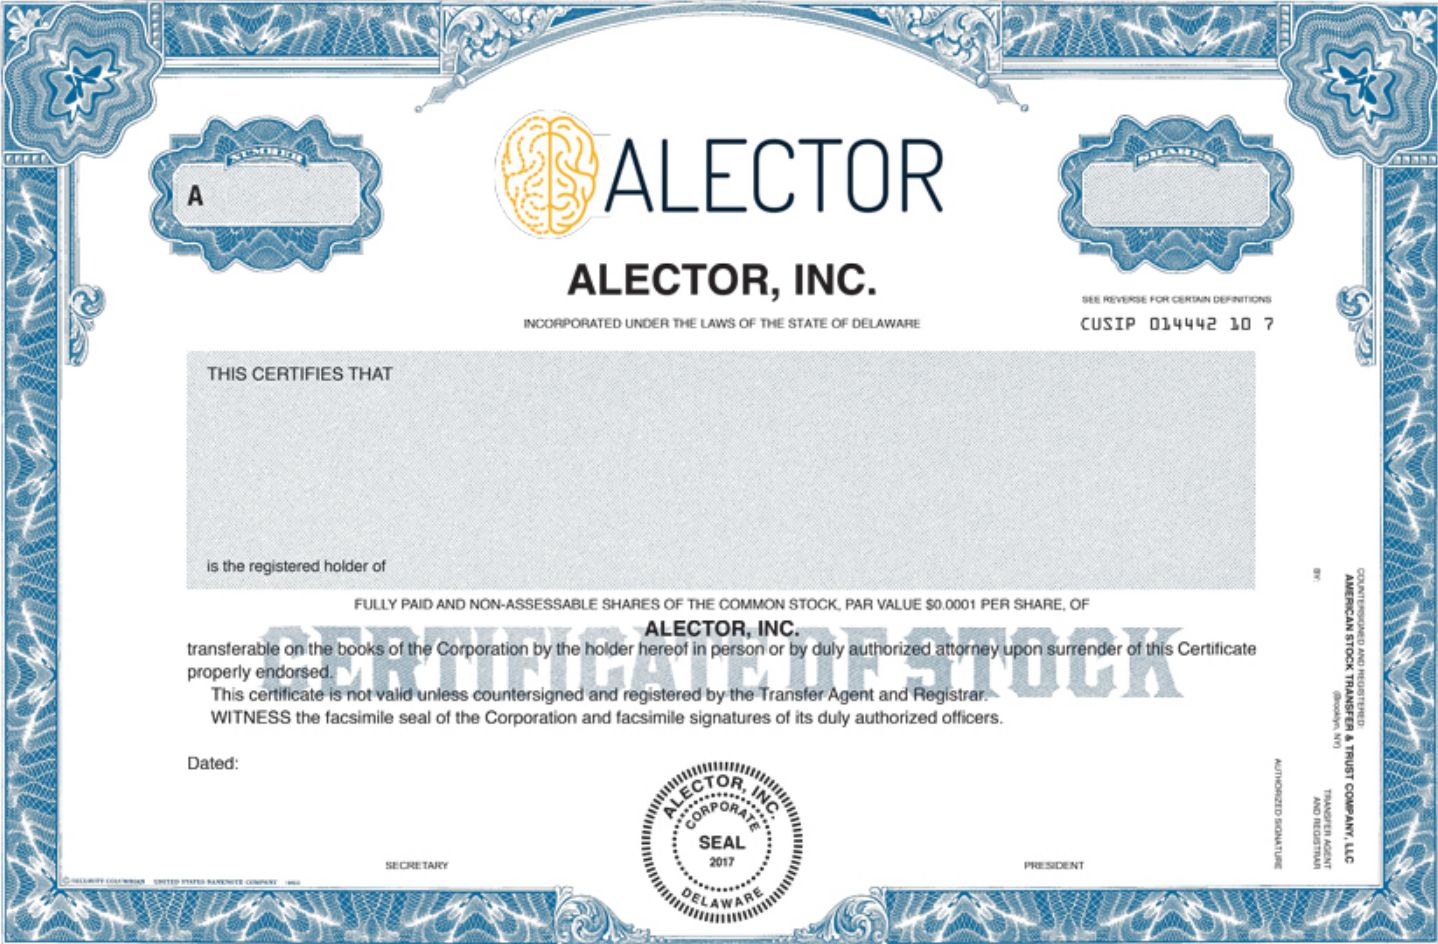 NUMBER
A
ALECTOR
SHARES
ALECTOR, INC.
INCORPORATED UNDER THE LAWS OF THE STATE OF DELAWARE
SEE REVERSE FOR CERTAIN DEFINITIONS
CUSIP 014442 10 7
THIS CERTIFIES THAT
is the registered holder of
FULLY PAID AND NON-ASSESSABLE SHARES OF THE COMMON STOCK, PAR VALUE $0.0001 PER SHARE, OF
ALECTOR, INC.
CERTIFICATE OF STOCK
transferable on the books of the Corporation by the holder hereof in person or by duly authorized attorney upon surrender of this Certificate
properly endorsed.
This certificate is not valid unless countersigned and registered by the Transfer Agent and Registrar.
WITNESS the facsimile seal of the Corporation and facsimile signatures of its duly authorized officers.
Dated:
ALECTOR, INC.
CORPORATE
SEAL
2017
DELAWARE
SECRETARY
PRESIDENT
COUNTERSIGNED AND REGISTERED:
AMERICAN STOCK TRANSFER & TRUST COMPANY, LLC
(Brooklyn, NY)
TRANSFER AGENT
AND REGISTRAR
BY:
AUTHORIZED SIGNATURE
© SECURITY-COLUMBIAN UNITED STATES BANKNOTE COMPANY